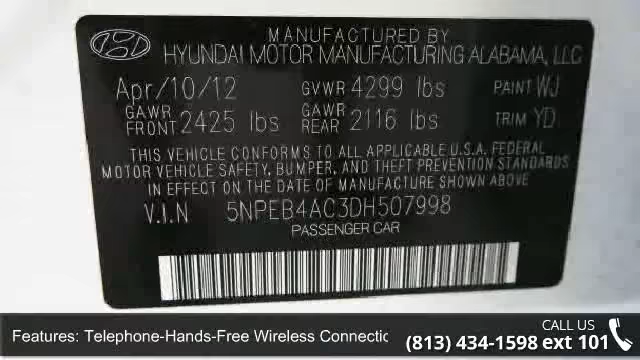 MANUFACTURED BY
HYUNDAI MOTOR MANUFACTURING ALABAMA, LLC
Apr/10/12 GVWR 4299 lbs PAINT WJ
GAWR FRONT 2425 lbs GAWR REAR 2116 lbs TRIM YD
THIS VEHICLE CONFORMS TO ALL APPLICABLE U.S.A. FEDERAL
MOTOR VEHICLE SAFETY, BUMPER, AND THEFT PREVENTION STANDARDS
IN EFFECT ON THE DATE OF MANUFACTURE SHOWN ABOVE
V.I.N 5NPEB4AC3DH507998
PASSENGER CAR
Features: Telephone-Hands-Free Wireless Connectic
CALL US
(813) 434-1598 ext 101